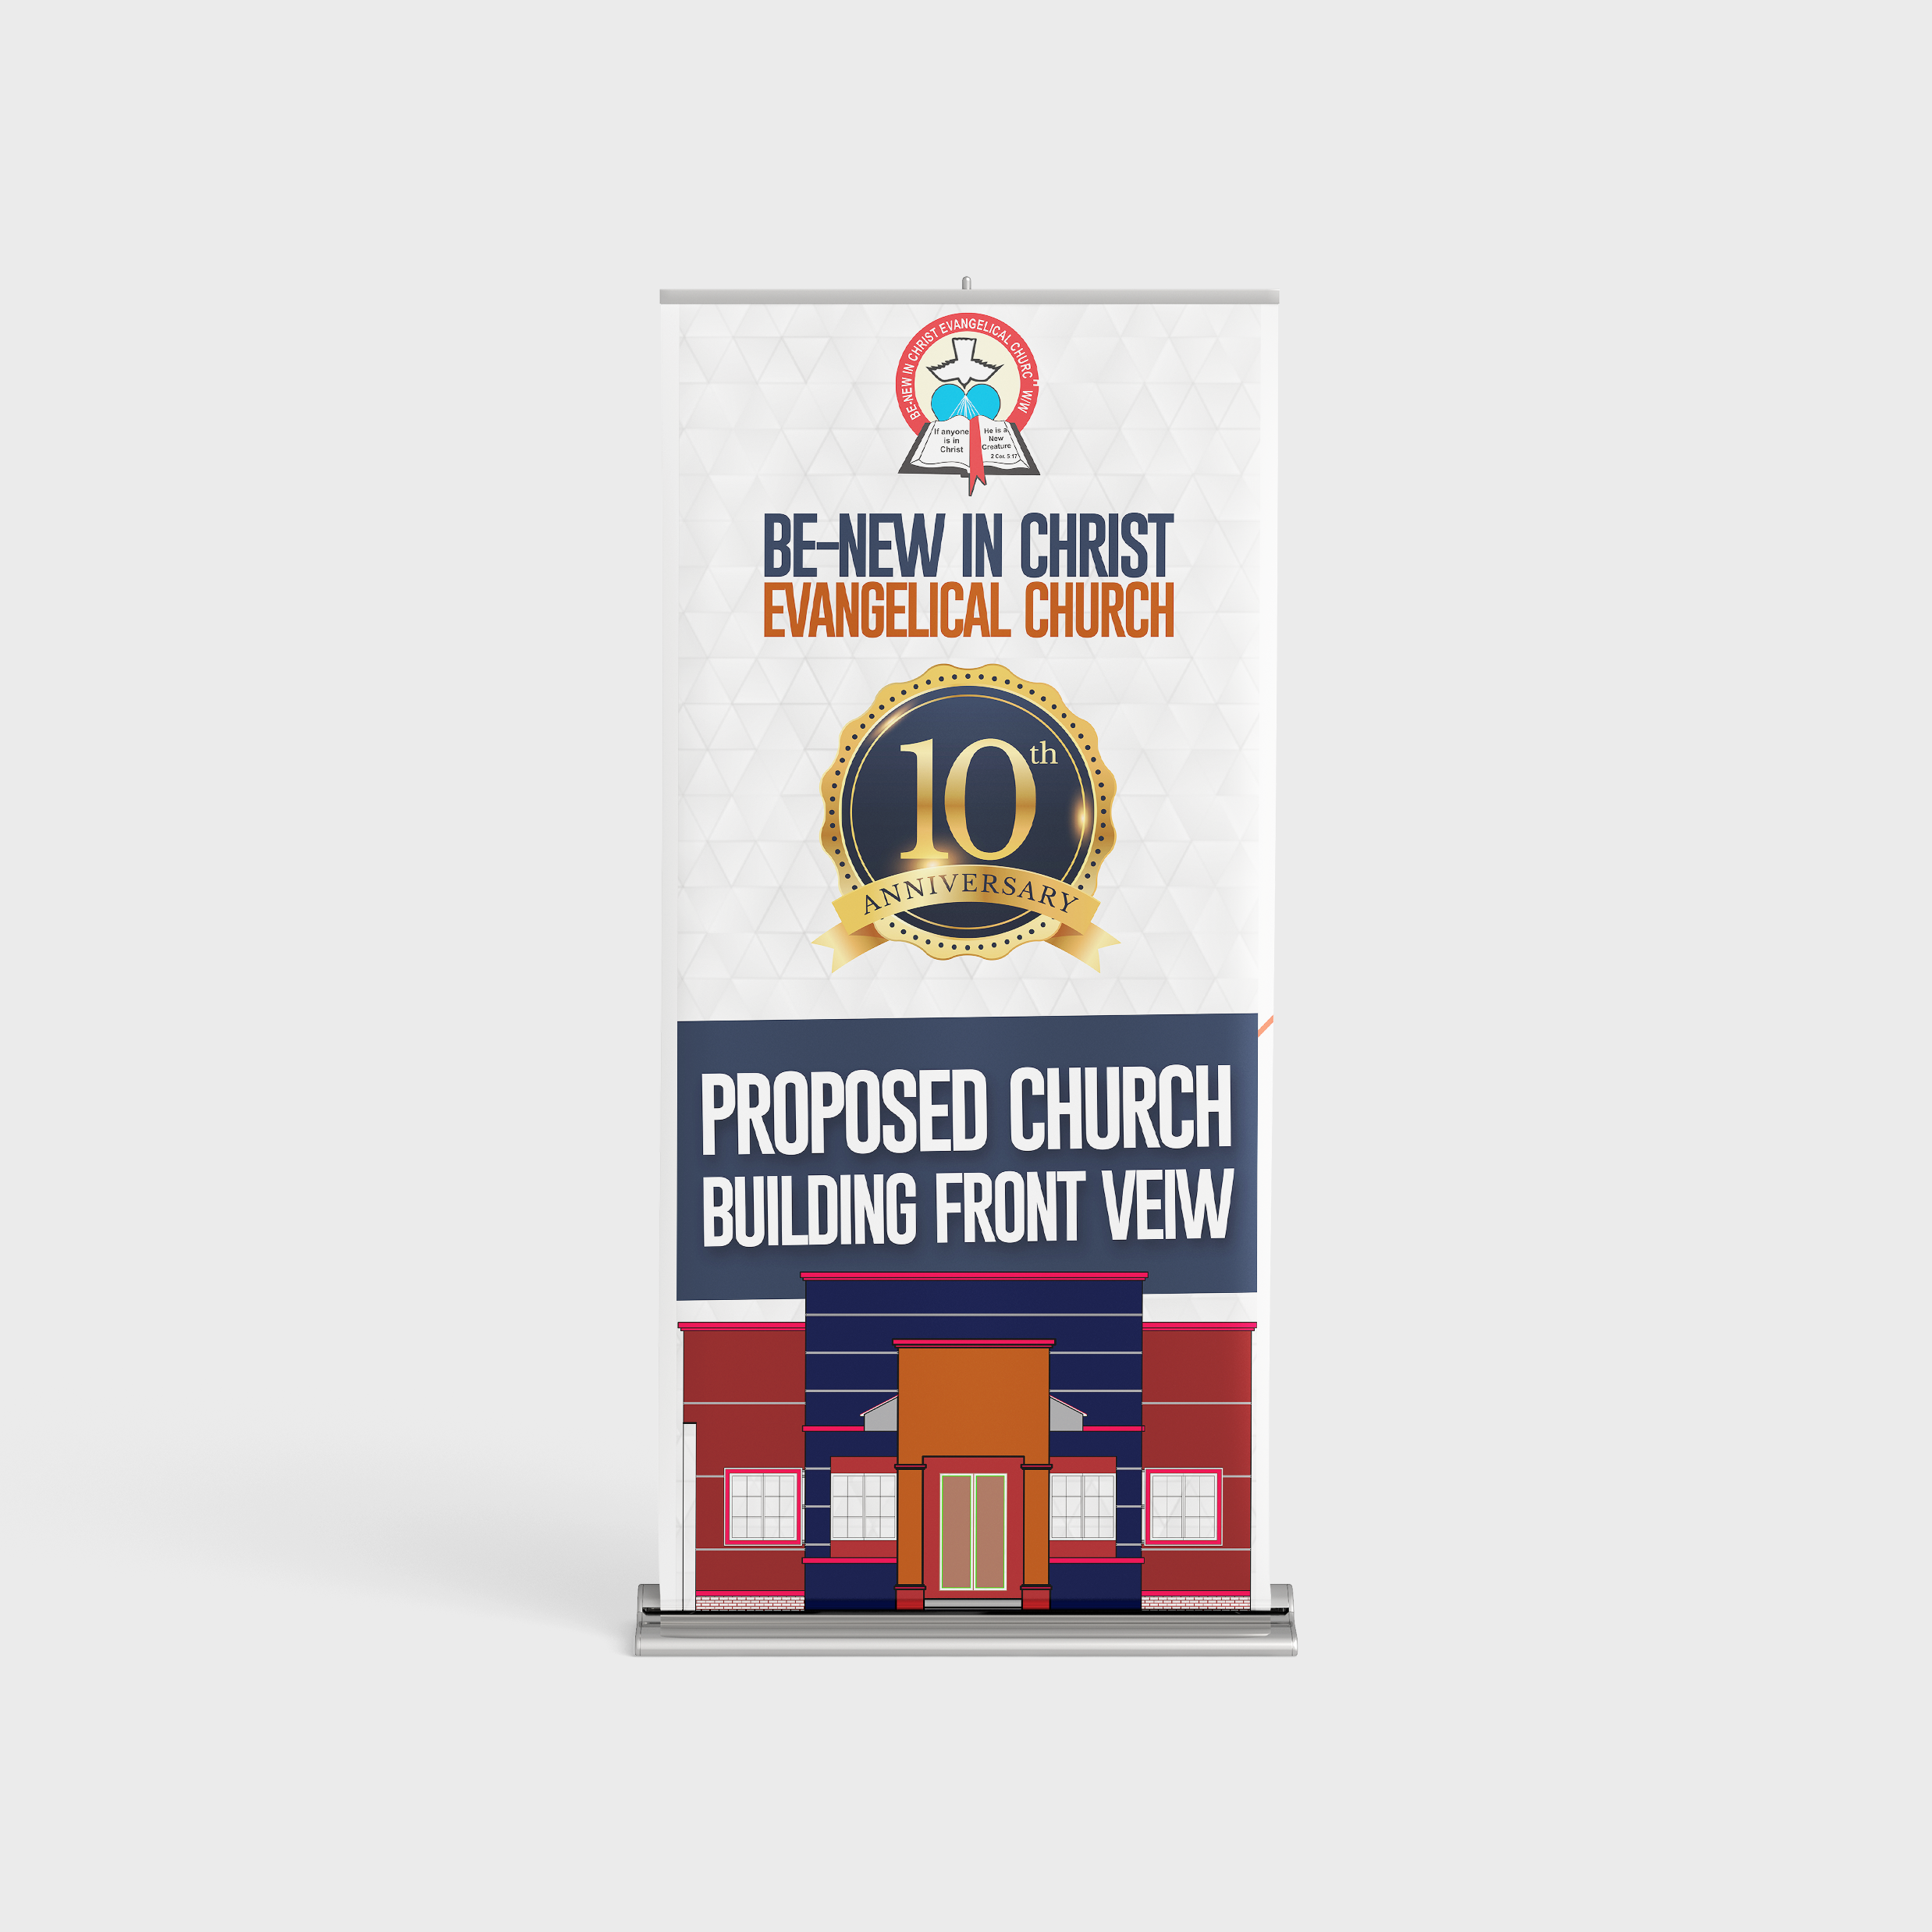 BE-NEW IN CHRIST EVANGELICAL CHURCH W/W
If anyone
is in
Christ
He is a
New
Creature
2 Cor. 5:17
BE-NEW IN CHRIST
EVANGELICAL CHURCH
10th
ANNIVERSARY
PROPOSED CHURCH
BUILDING FRONT VEIW